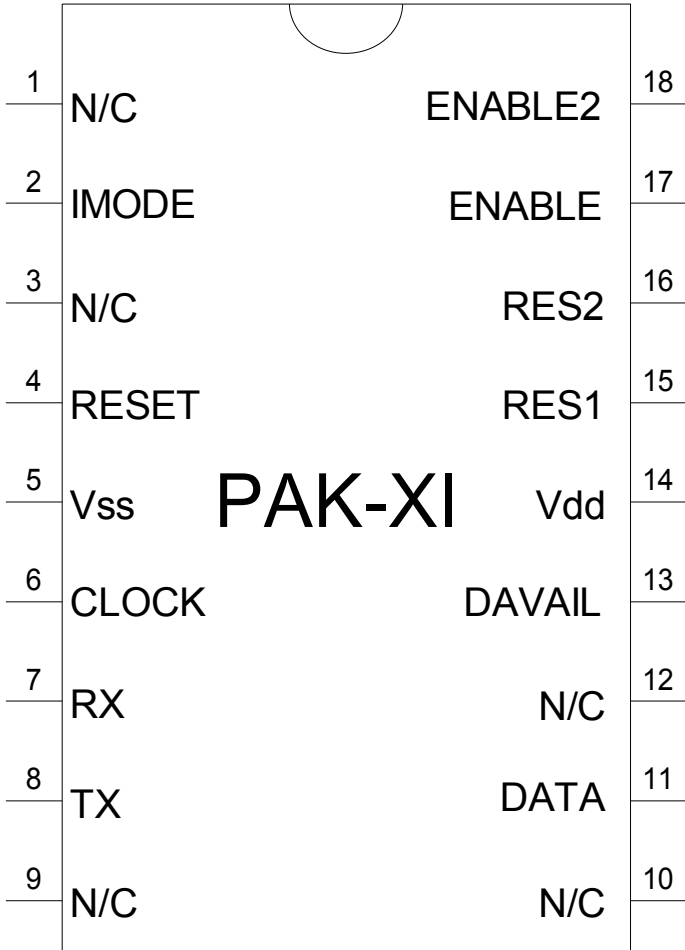 1 N/C ENABLE2 18
2 IMODE ENABLE 17
3 N/C RES2 16
4 RESET RES1 15
5 Vss PAK-XI Vdd 14
6 CLOCK DAVAIL 13
7 RX N/C 12
8 TX DATA 11
9 N/C N/C 10